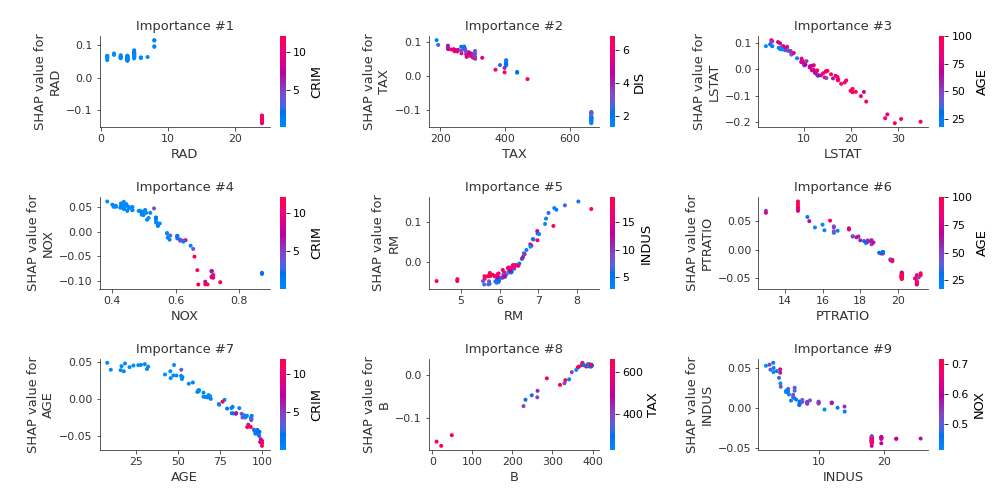 Importance #1
SHAP value for
RAD
0.1
0.0
−0.1
0
10
20
RAD
10
5
CRIM
Importance #2
SHAP value for
TAX
0.1
0.0
−0.1
200
400
600
TAX
6
4
2
DIS
Importance #3
SHAP value for
LSTAT
0.1
0.0
−0.1
−0.2
10
20
30
LSTAT
100
75
50
25
AGE
Importance #4
SHAP value for
NOX
0.05
0.00
−0.05
−0.10
0.4
0.6
0.8
NOX
10
5
CRIM
Importance #5
SHAP value for
RM
0.1
0.0
5
6
7
8
RM
15
10
5
INDUS
Importance #6
SHAP value for
PTRATIO
0.05
0.00
−0.05
14
16
18
20
PTRATIO
100
75
50
25
AGE
Importance #7
SHAP value for
AGE
0.05
0.00
−0.05
25
50
75
100
AGE
10
5
CRIM
Importance #8
SHAP value for
B
0.0
−0.1
0
100
200
300
400
B
600
400
TAX
Importance #9
SHAP value for
INDUS
0.05
0.00
−0.05
10
20
INDUS
0.7
0.6
0.5
NOX